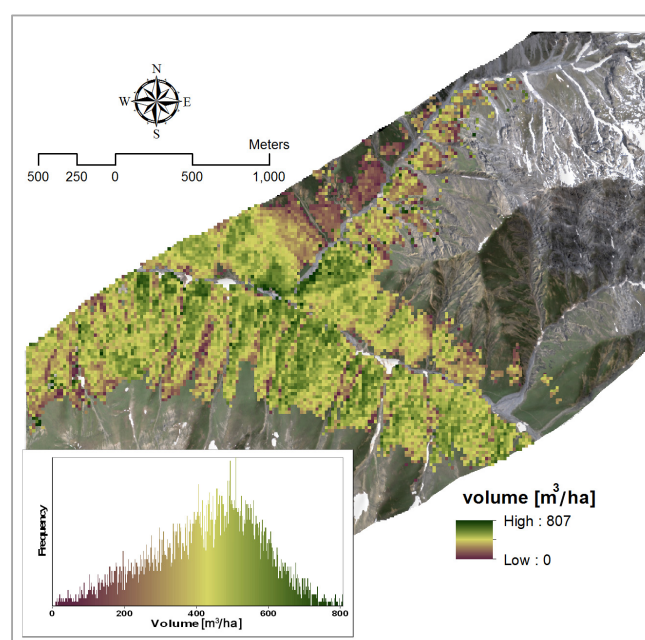 N
W E
S
Meters
500 250 0 500 1,000
volume [m³/ha]
High : 807
Low : 0
Frequency
0 200 400 600 800
Volume [m³/ha]